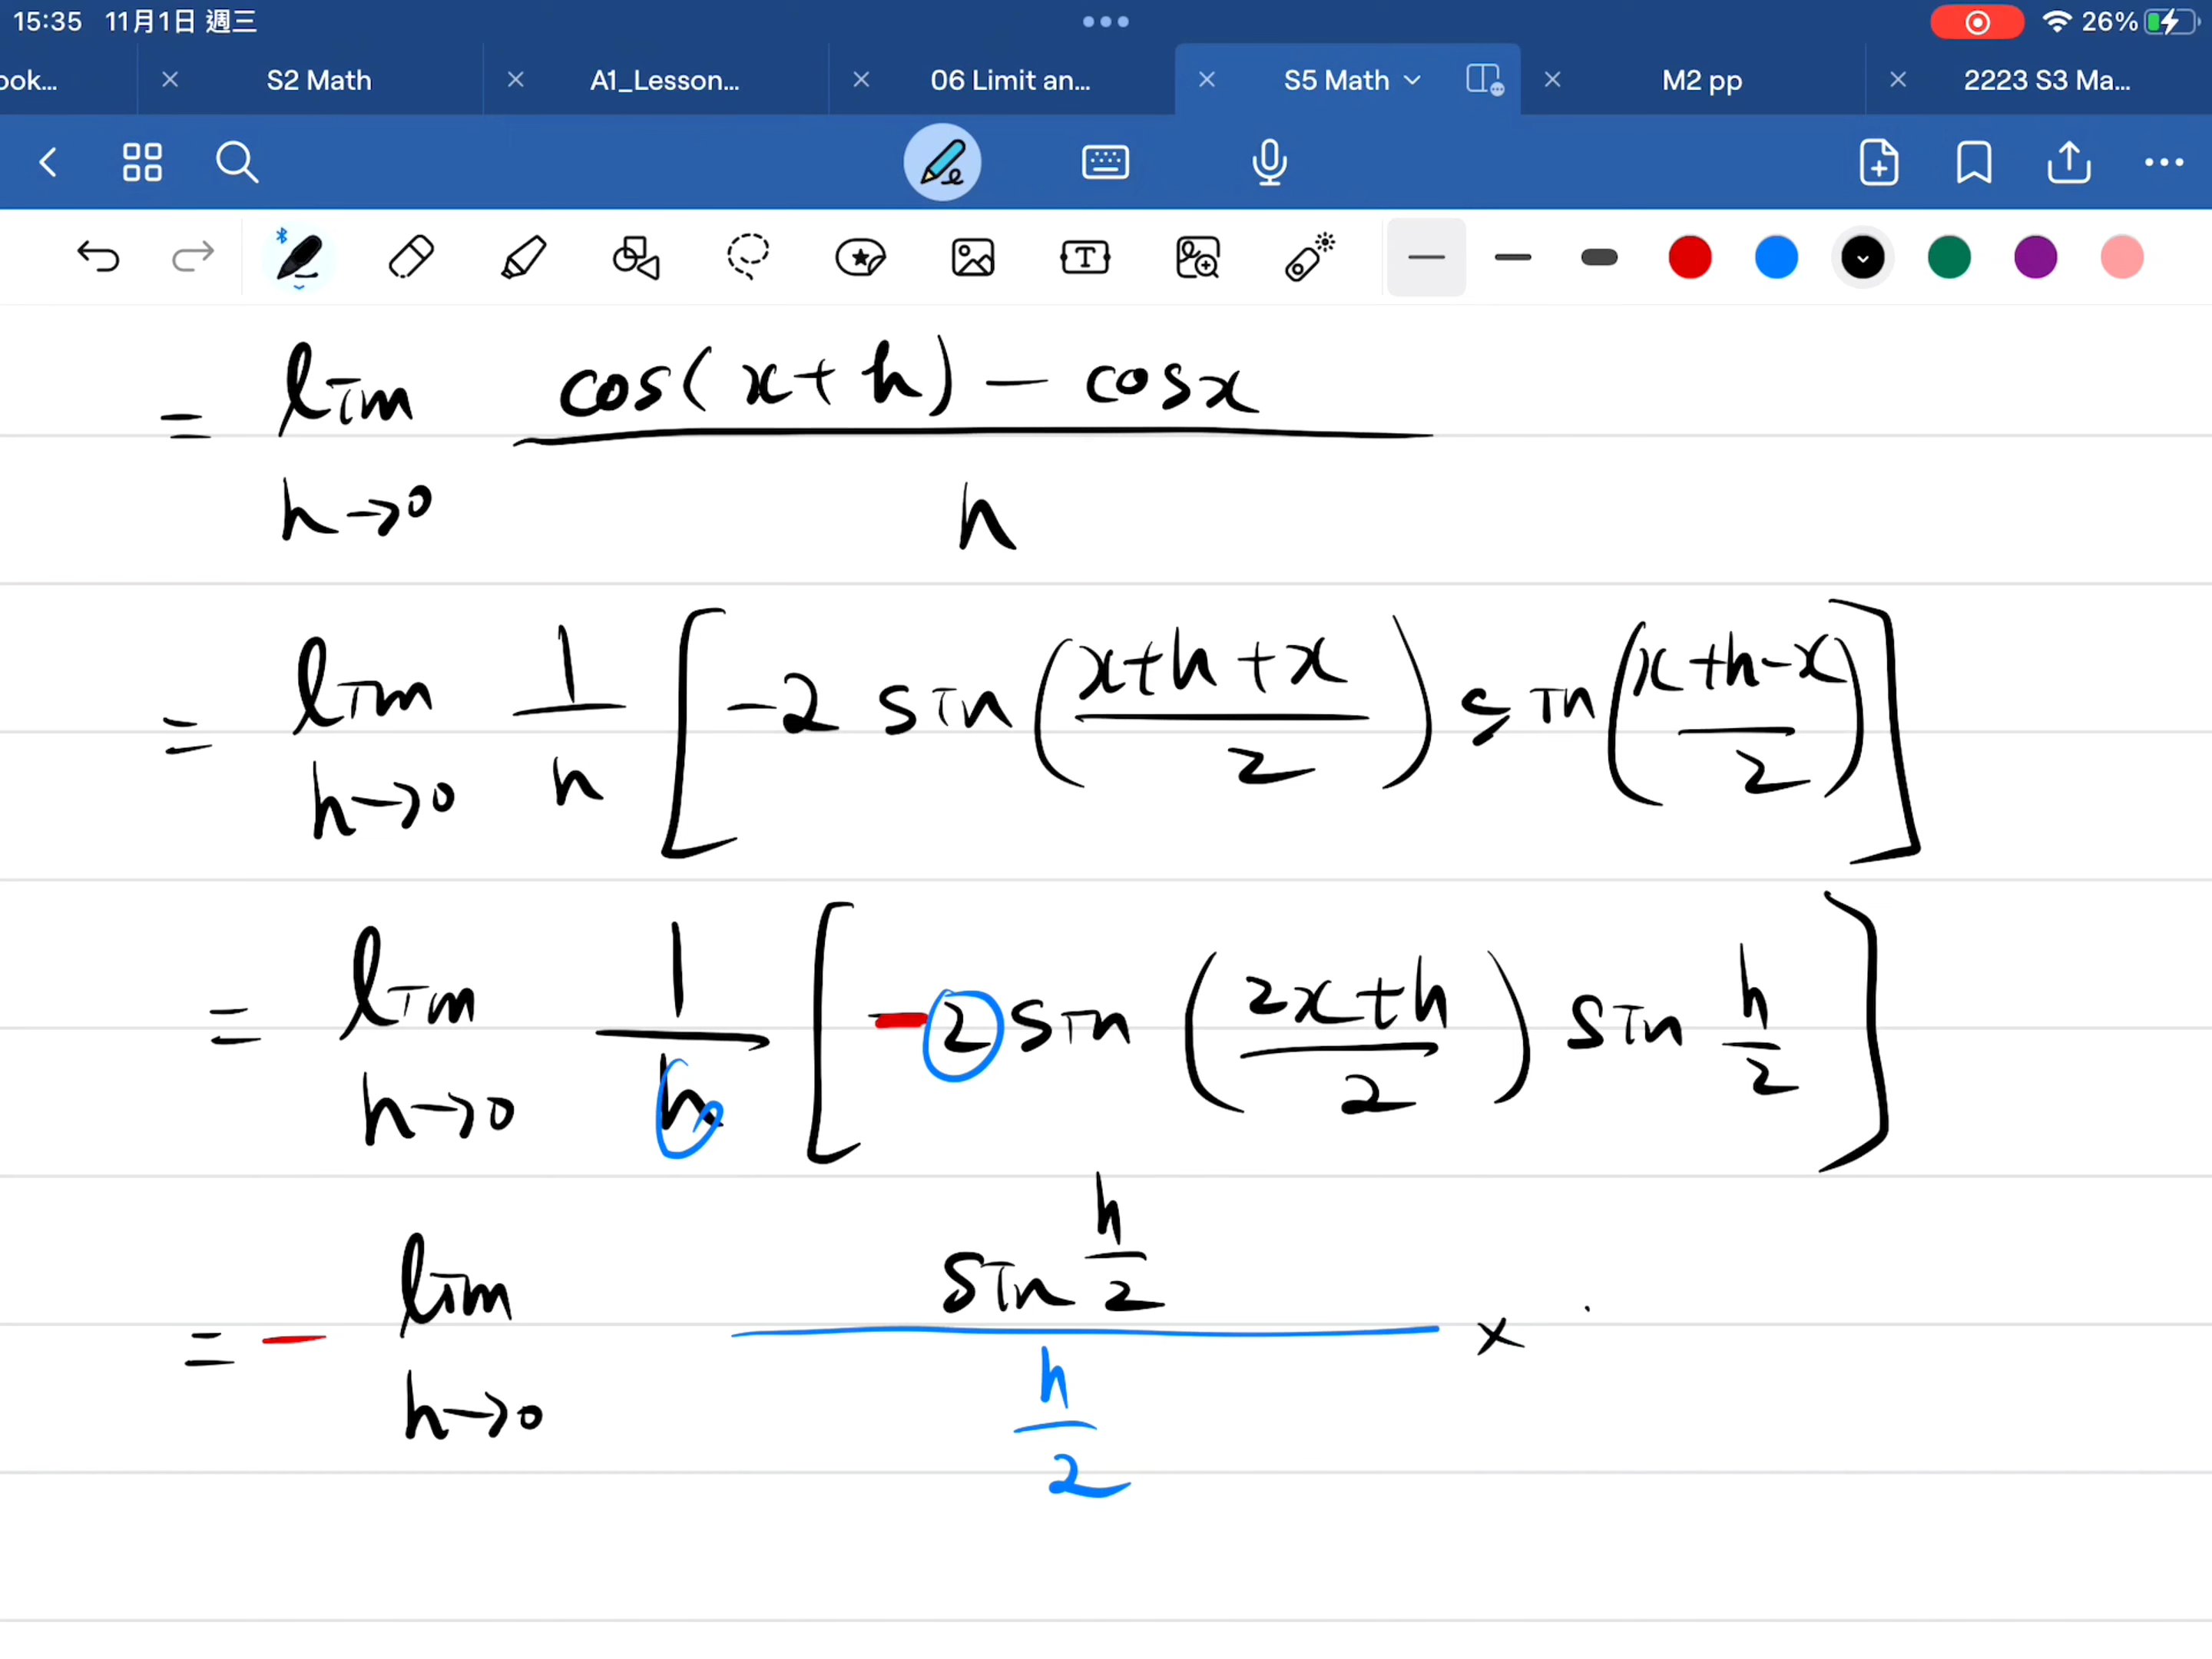 15:35 11月1日 週三 26%
ook... S2 Math A1_Lesson... 06 Limit an... S5 Math M2 pp 2223 S3 Ma...
= lim h→0 (cos(x+h) − cosx)/h
= lim h→0 1/h [−2 sin((x+h+x)/2) sin((x+h−x)/2)]
= lim h→0 1/h [−2 sin((2x+h)/2) sin h/2]
= − lim h→0 (sin h/2)/(h/2) ×